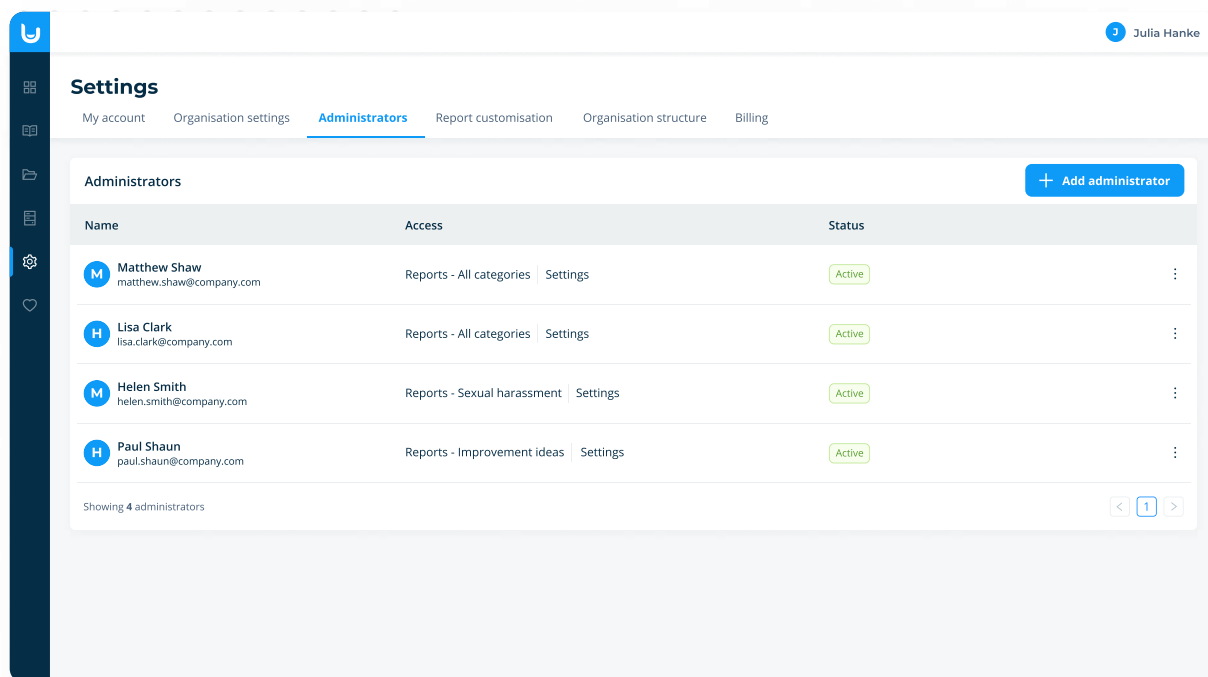 J Julia Hanke
Settings
My account Organisation settings Administrators Report customisation Organisation structure Billing
Administrators + Add administrator
Name Access Status
M Matthew Shaw Reports - All categories Settings Active
matthew.shaw@company.com
H Lisa Clark Reports - All categories Settings Active
lisa.clark@company.com
M Helen Smith Reports - Sexual harassment Settings Active
helen.smith@company.com
H Paul Shaun Reports - Improvement ideas Settings Active
paul.shaun@company.com
Showing 4 administrators < 1 >